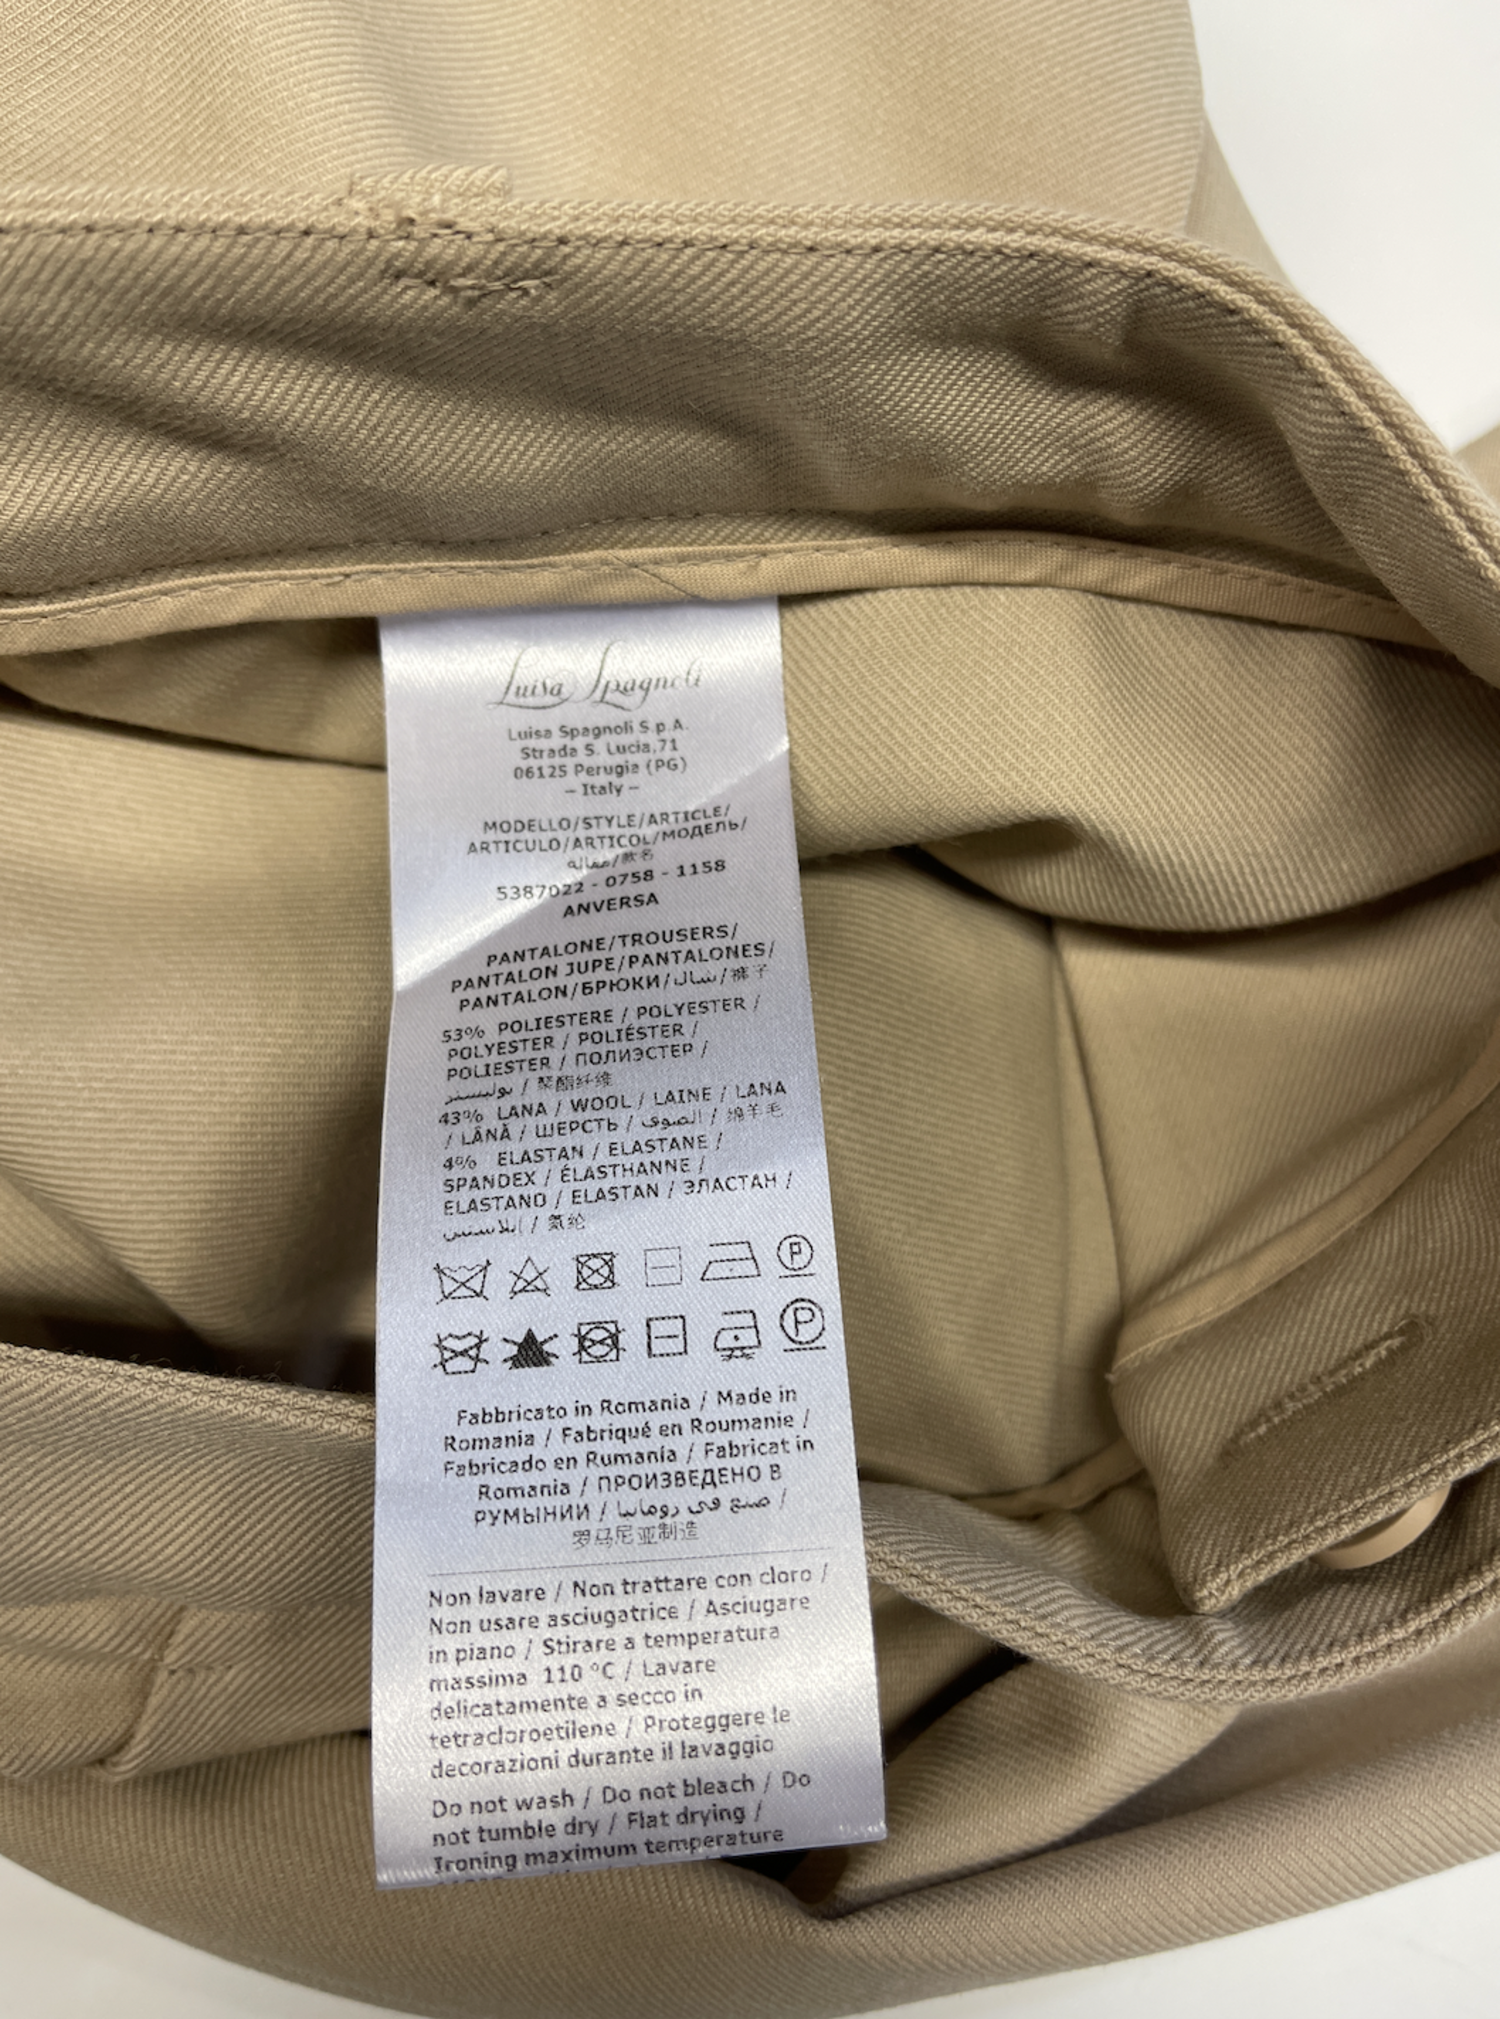 Luisa Spagnoli
Luisa Spagnoli S.p.A.
Strada S. Lucia,71
06125 Perugia (PG)
– Italy –
MODELLO/STYLE/ARTICLE/
ARTICULO/ARTICOL/МОДЕЛЬ/
مقالة/款名
5387022 - 0758 - 1158
ANVERSA
PANTALONE/TROUSERS/
PANTALON JUPE/PANTALONES/
PANTALON/БРЮКИ/شال/裤子
53% POLIESTERE / POLYESTER /
POLYESTER / POLIÉSTER /
POLIESTER / ПОЛИЭСТЕР /
بوليستر / 聚酯纤维
43% LANA / WOOL / LAINE / LANA
/ LÂNĂ / ШЕРСТЬ / الصوف / 绵羊毛
4% ELASTAN / ELASTANE /
SPANDEX / ÉLASTHANNE /
ELASTANO / ELASTAN / ЭЛАСТАН /
إيلاستين / 氨纶
P
P
Fabbricato in Romania / Made in
Romania / Fabriqué en Roumanie /
Fabricado en Rumanía / Fabricat in
Romania / ПРОИЗВЕДЕНО В
РУМЫНИИ / صنع في رومانيا /
罗马尼亚制造
Non lavare / Non trattare con cloro /
Non usare asciugatrice / Asciugare
in piano / Stirare a temperatura
massima 110 °C / Lavare
delicatamente a secco in
tetracloroetilene / Proteggere le
decorazioni durante il lavaggio
Do not wash / Do not bleach / Do
not tumble dry / Flat drying /
Ironing maximum temperature